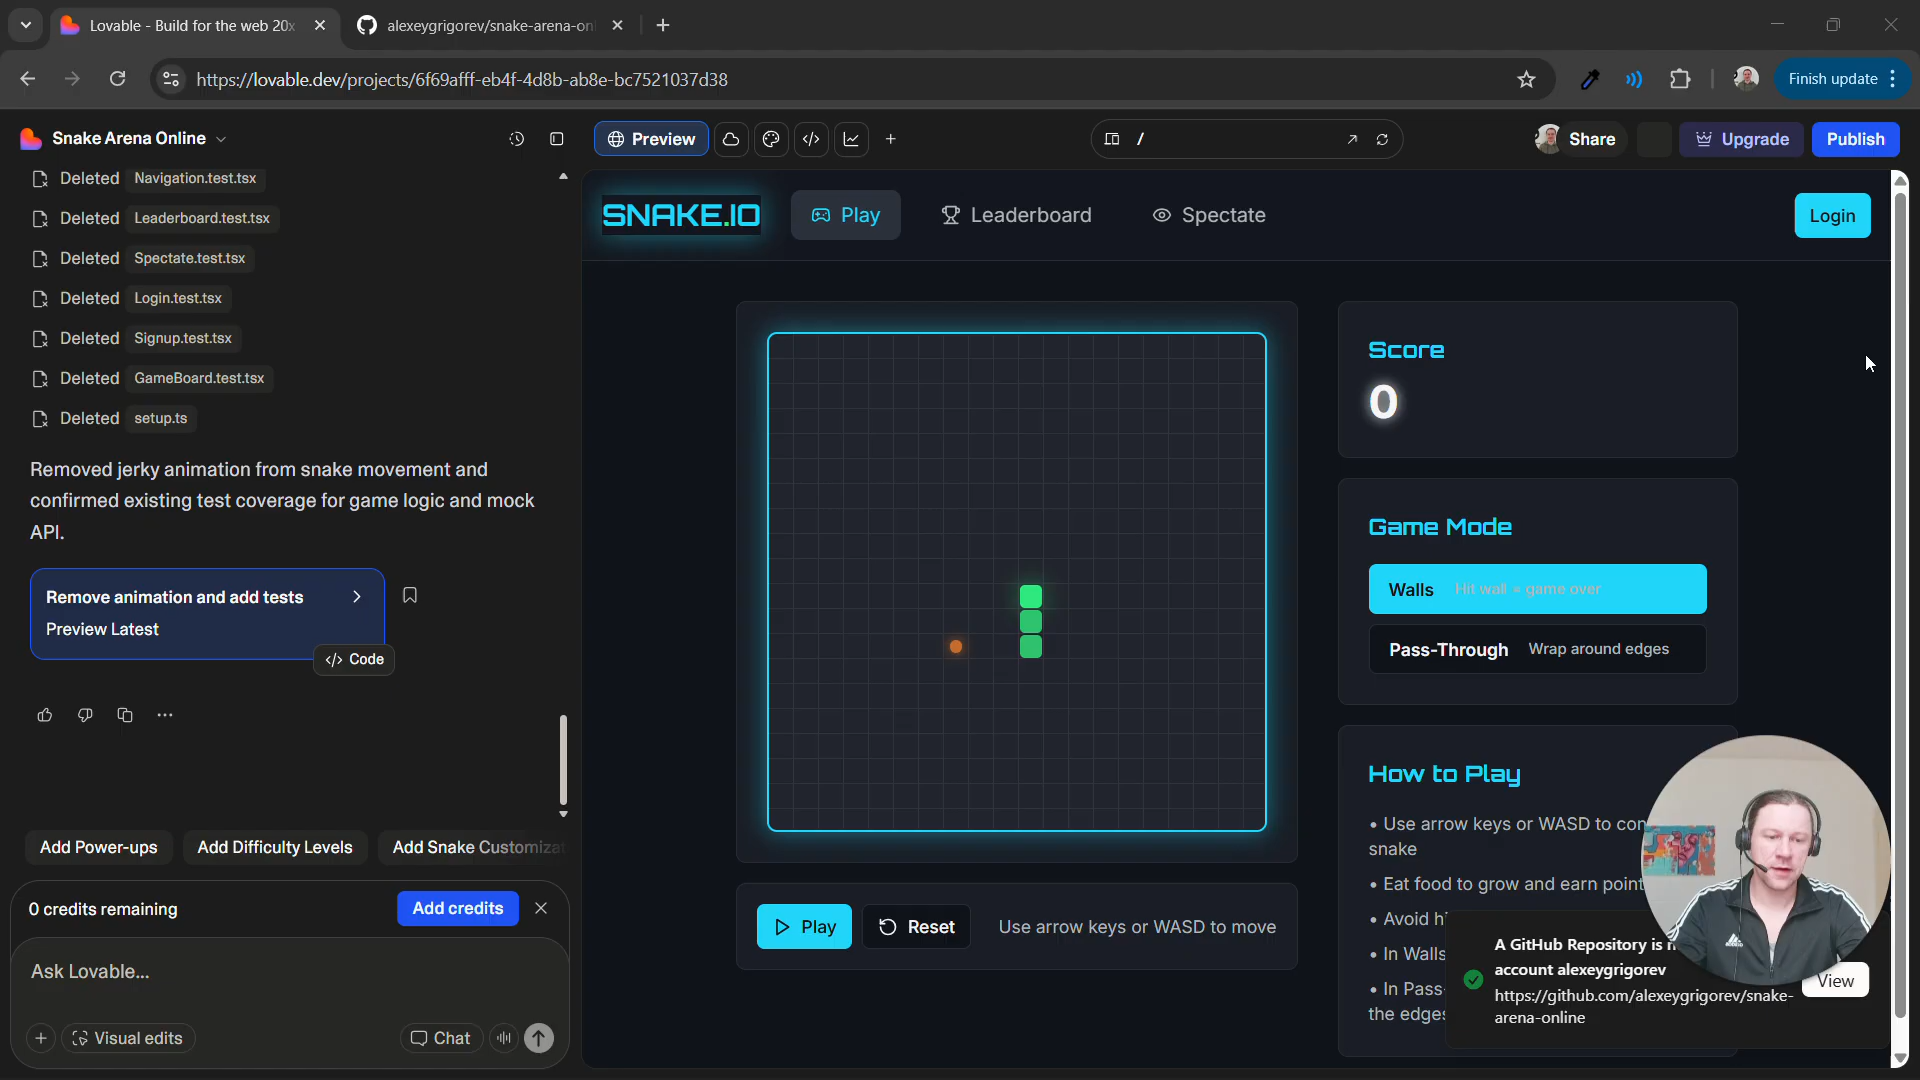 Lovable - Build for the web 20x
alexeygrigorev/snake-arena-on
https://lovable.dev/projects/6f69afff-eb4f-4d8b-ab8e-bc7521037d38
Finish update
Snake Arena Online
Preview
/
Share
Upgrade
Publish
Deleted Navigation.test.tsx
Deleted Leaderboard.test.tsx
Deleted Spectate.test.tsx
Deleted Login.test.tsx
Deleted Signup.test.tsx
Deleted GameBoard.test.tsx
Deleted setup.ts
Removed jerky animation from snake movement and
confirmed existing test coverage for game logic and mock
API.
Remove animation and add tests
Preview Latest
Code
Add Power-ups
Add Difficulty Levels
Add Snake Customizat
0 credits remaining
Add credits
Ask Lovable...
Visual edits
Chat
SNAKE.IO
Play
Leaderboard
Spectate
Login
Score
0
Game Mode
Walls Hit wall = game over
Pass-Through Wrap around edges
How to Play
• Use arrow keys or WASD to con
snake
• Eat food to grow and earn point
• Avoid hi
• In Walls
• In Pass-
the edges
Play
Reset
Use arrow keys or WASD to move
A GitHub Repository is
account alexeygrigorev
https://github.com/alexeygrigorev/snake-
arena-online
View